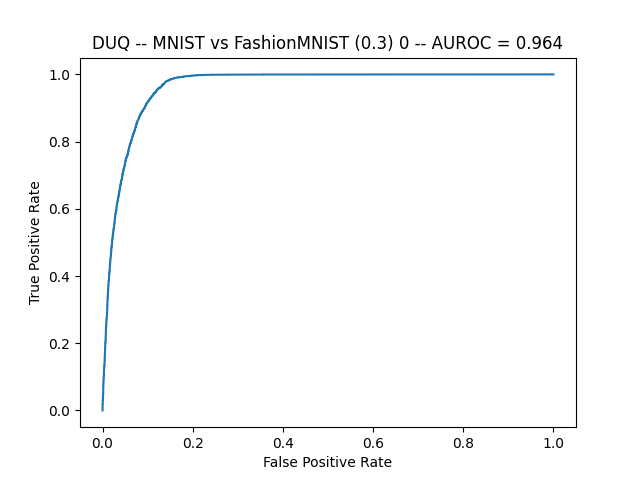 DUQ -- MNIST vs FashionMNIST (0.3) 0 -- AUROC = 0.964
1.0
0.8
0.6
0.4
0.2
0.0
True Positive Rate
0.0 0.2 0.4 0.6 0.8 1.0
False Positive Rate